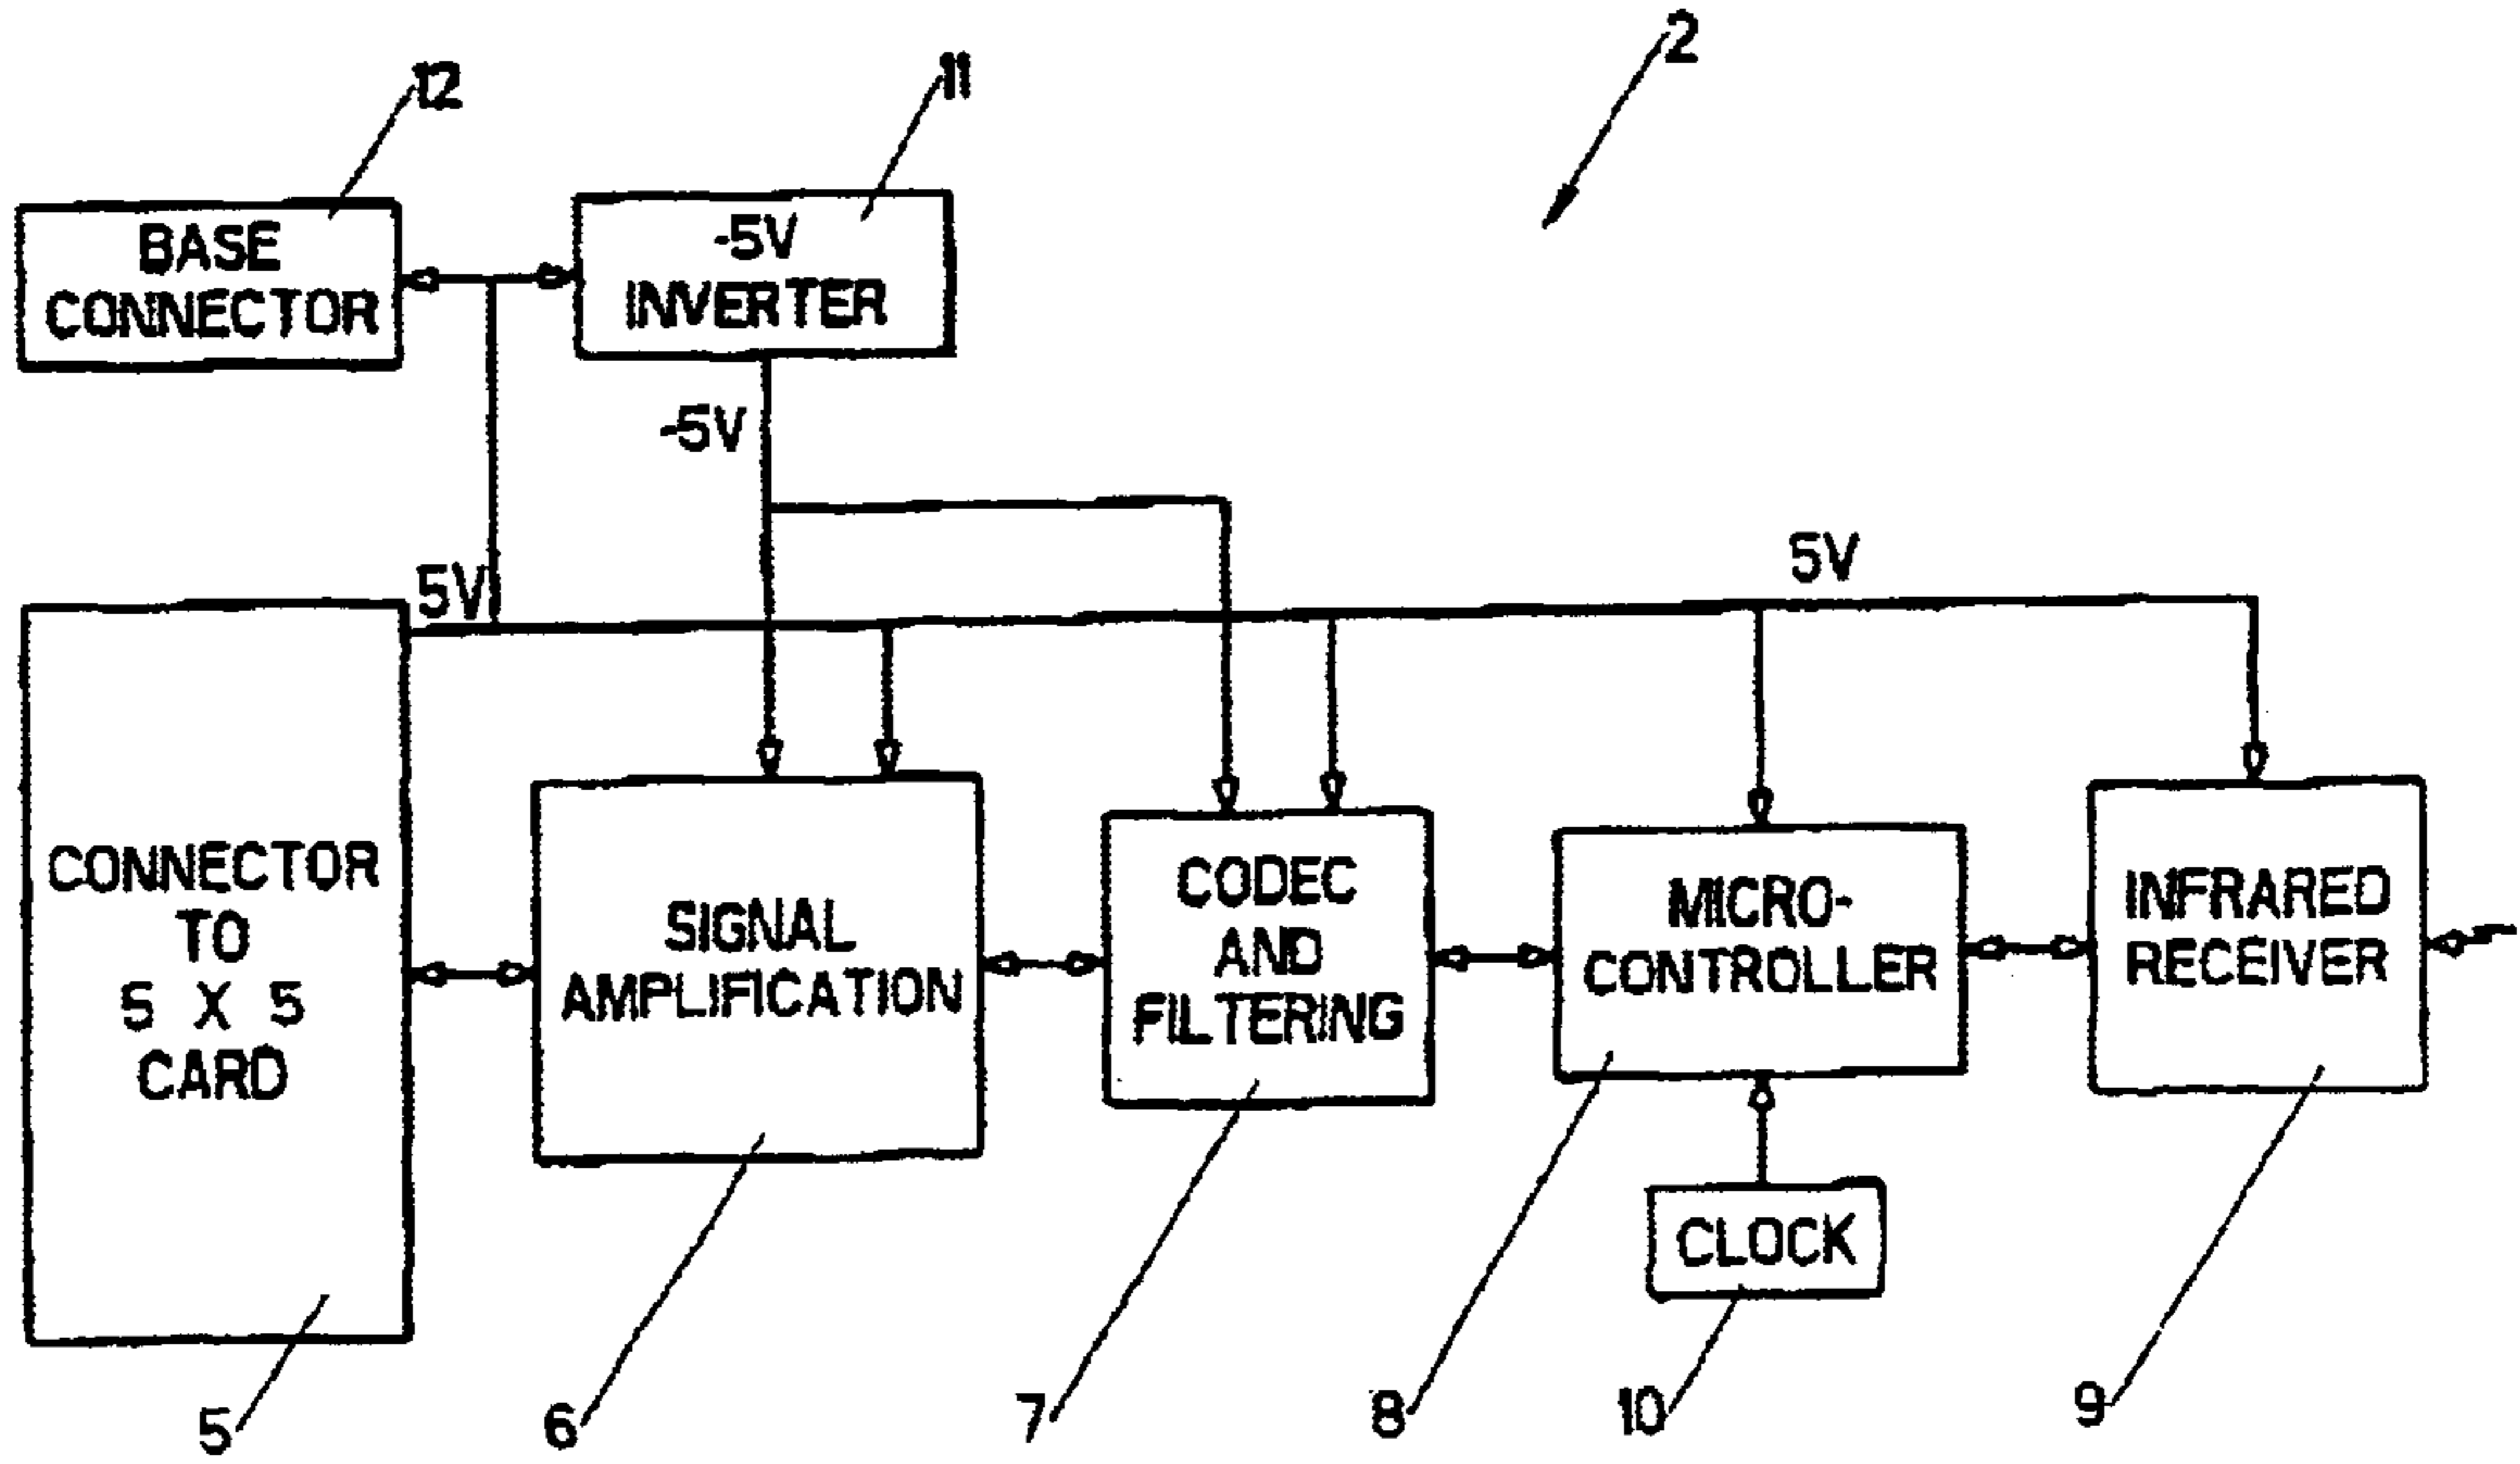 2
12
11
BASE
CONNECTOR
-5V
INVERTER
-5V
5V
5V
CONNECTOR
TO
5 X 5
CARD
SIGNAL
AMPLIFICATION
CODEC
AND
FILTERING
MICRO-
CONTROLLER
INFRARED
RECEIVER
CLOCK
5
6
7
8
10
9